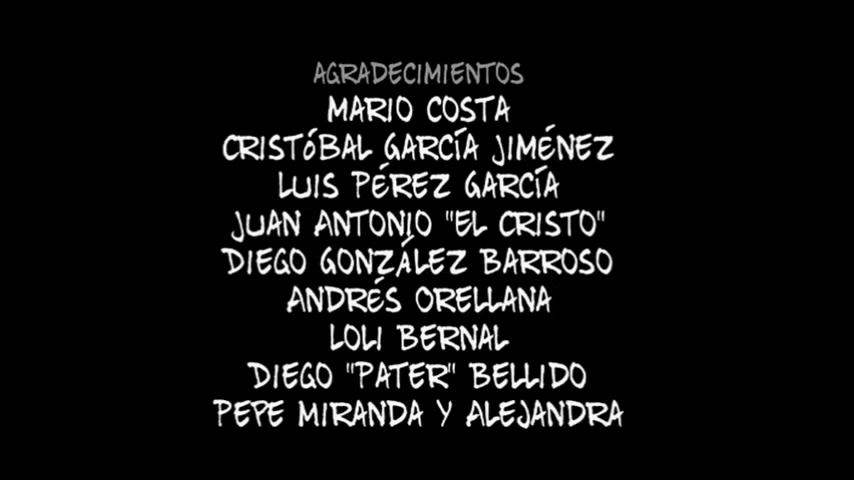 AGRADECIMIENTOS
MARIO COSTA
CRISTÓBAL GARCÍA JIMÉNEZ
LUIS PÉREZ GARCÍA
JUAN ANTONIO "EL CRISTO"
DIEGO GONZÁLEZ BARROSO
ANDRÉS ORELLANA
LOLI BERNAL
DIEGO "PATER" BELLIDO
PEPE MIRANDA Y ALEJANDRA